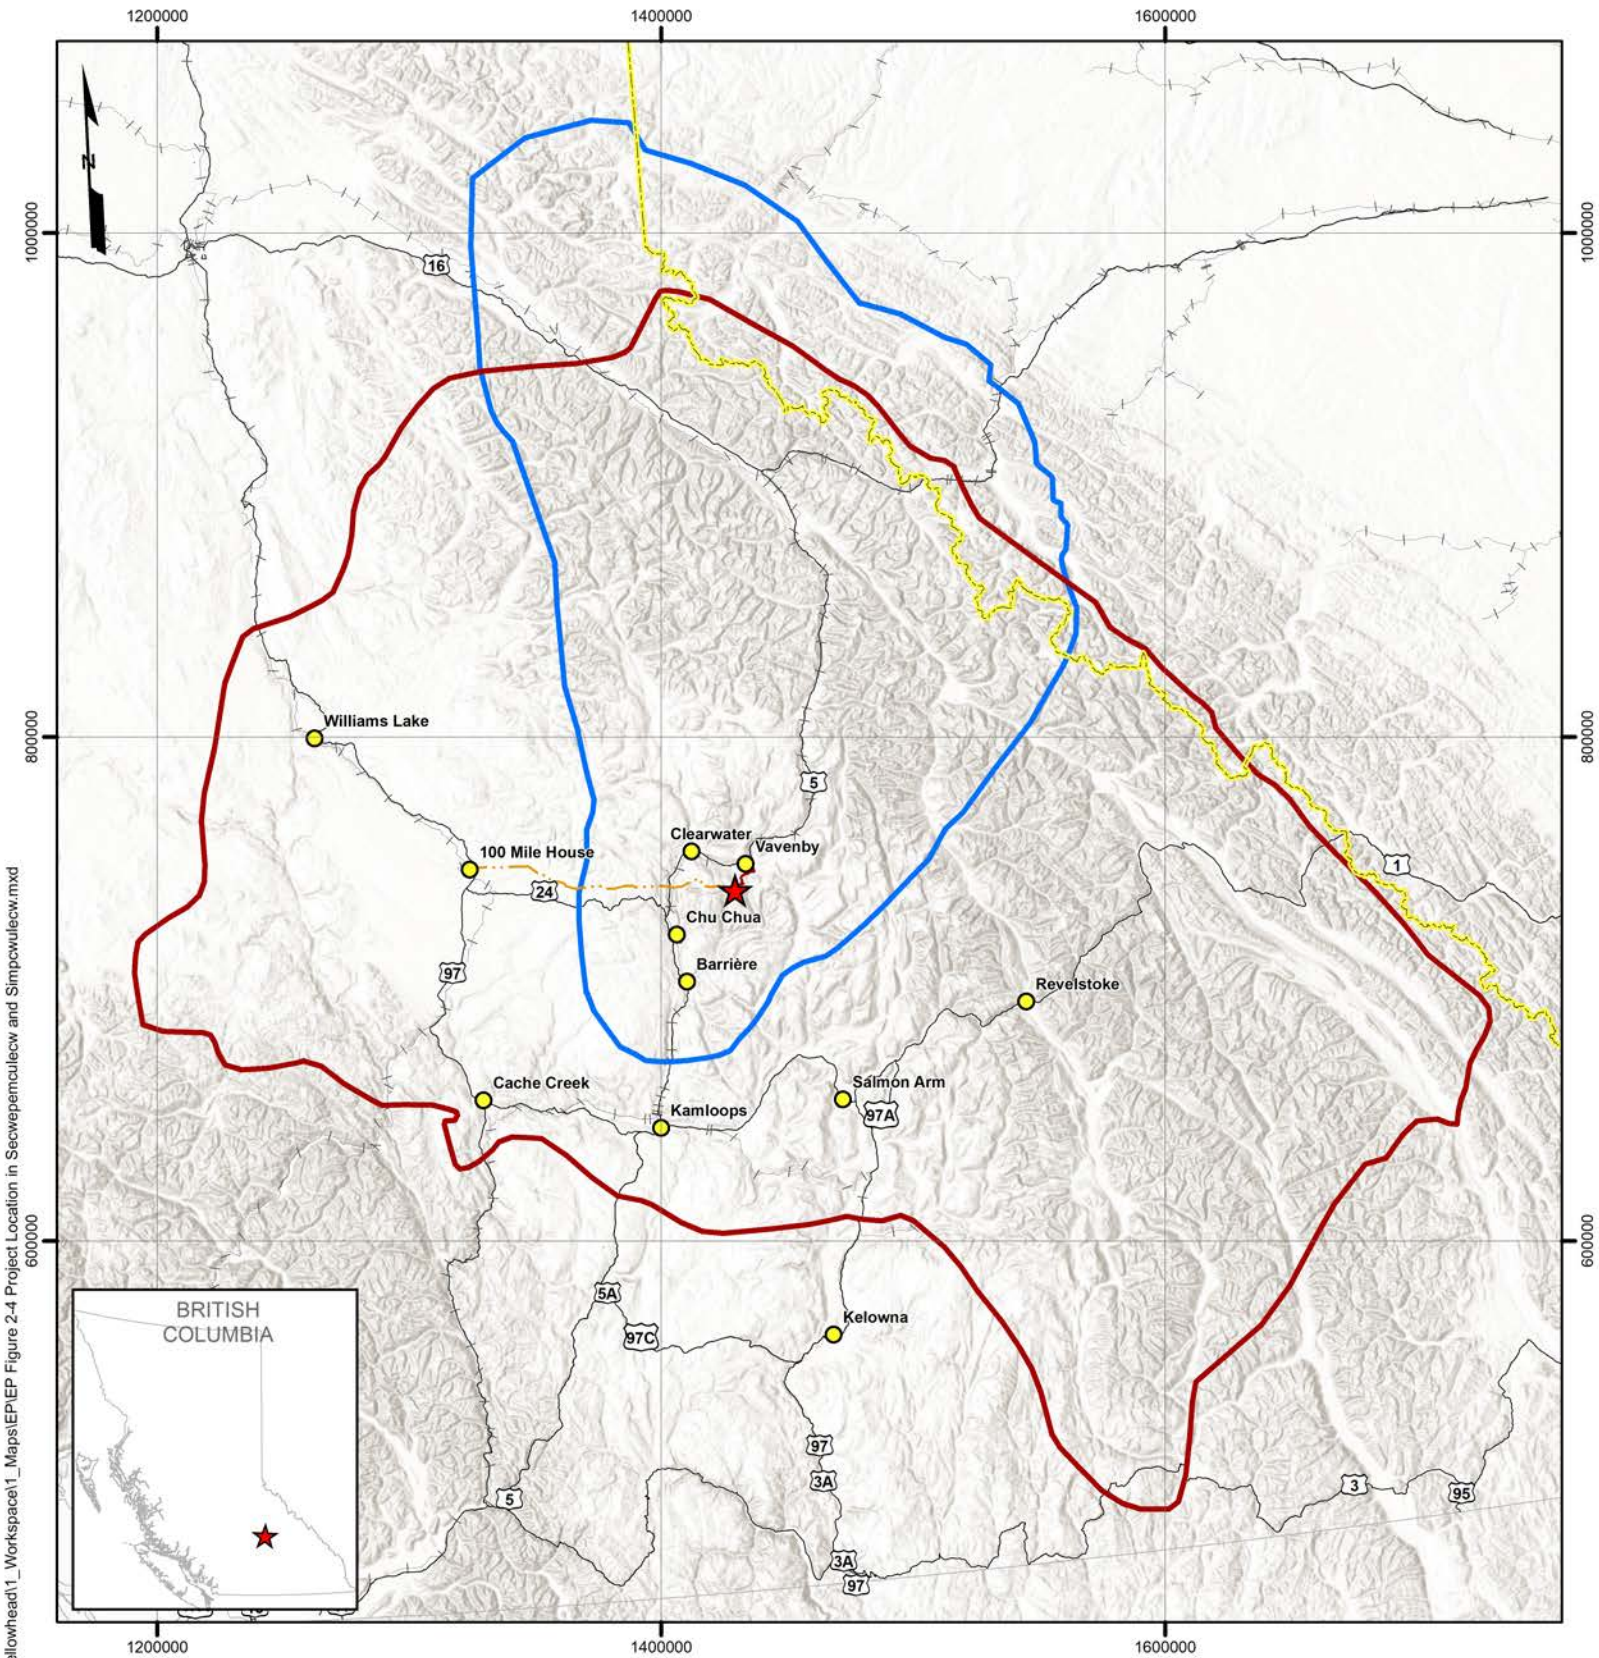 1200000
1400000
1600000
N
1000000
1000000
16
Williams Lake
800000
800000
5
Clearwater
Vavenby
100 Mile House
24
1
Chu Chua
Barrière
97
Revelstoke
Cache Creek
Salmon Arm
97A
Kamloops
600000
600000
5A
BRITISH
COLUMBIA
97C
Kelowna
97
3A
5
3
95
3A
97
1200000
1400000
1600000
ellowhead\1_Workspace\1_Maps\EP\EP Figure 2-4 Project Location in Secwepemculecw and Simpcwulecw.mxd